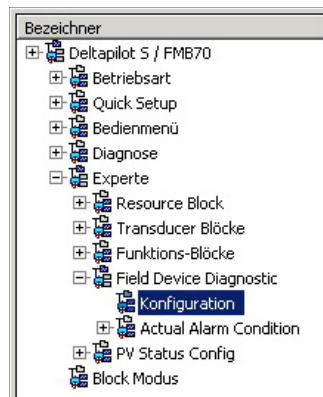 Bezeichner
Deltapilot S / FMB70
Betriebsart
Quick Setup
Bedienmenü
Diagnose
Experte
Resource Block
Transducer Blöcke
Funktions-Blöcke
Field Device Diagnostic
Konfiguration
Actual Alarm Condition
PV Status Config
Block Modus